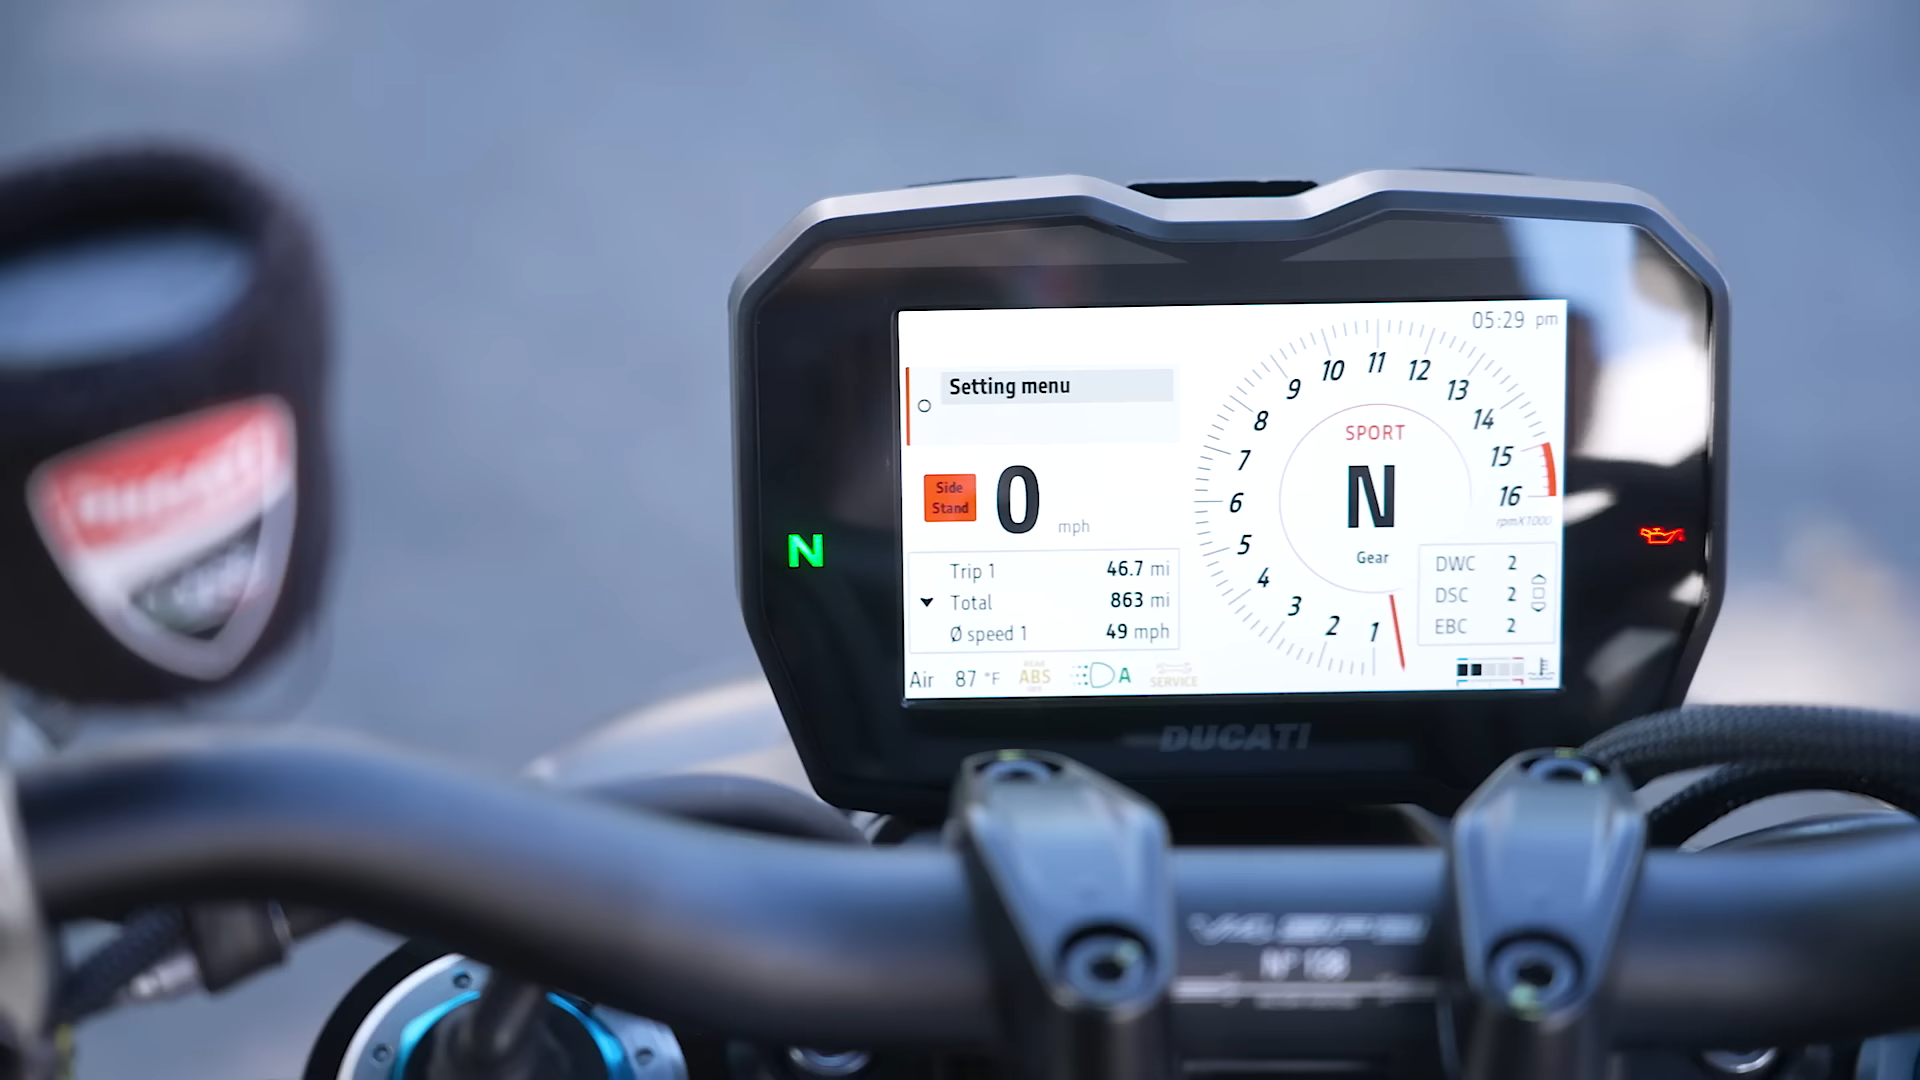 05:29 pm
Setting menu
Side
Stand
0 mph
Trip 1 46.7 mi
Total 863 mi
Ø speed 1 49 mph
Air 87 °F
REAR
ABS
OFF
A
SERVICE
1
2
3
4
5
6
7
8
9
10
11
12
13
14
15
16
rpmX1000
SPORT
N
Gear
DWC 2
DSC 2
EBC 2
N
DUCATI